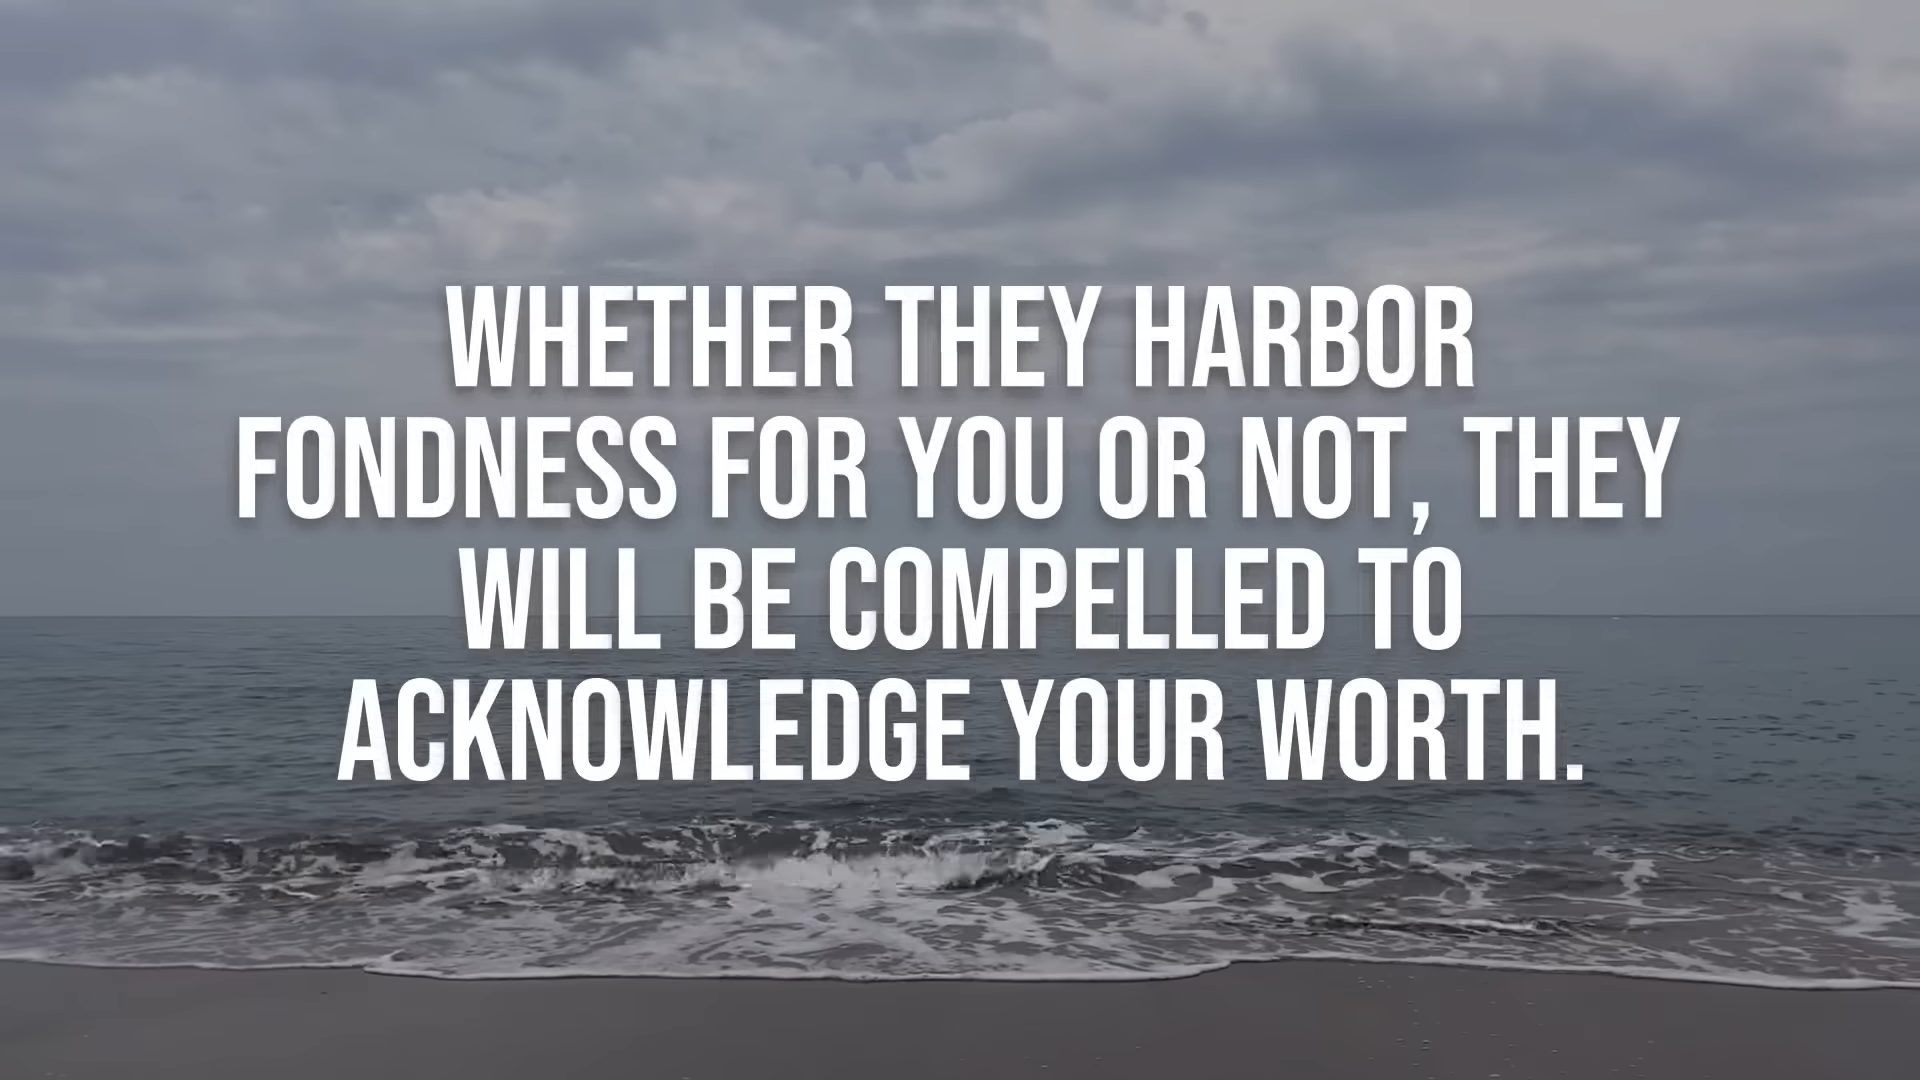 WHETHER THEY HARBOR
FONDNESS FOR YOU OR NOT, THEY
WILL BE COMPELLED TO
ACKNOWLEDGE YOUR WORTH.